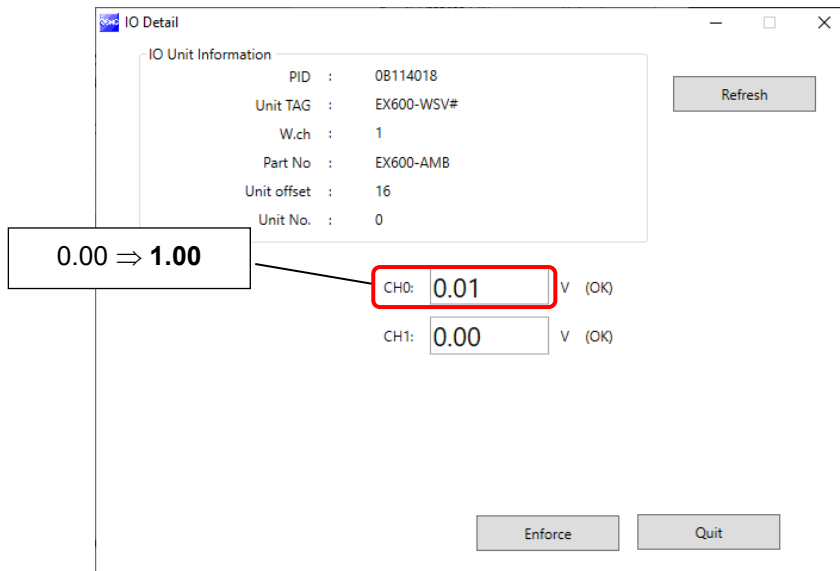 IO Detail
IO Unit Information
PID : 0B114018
Unit TAG : EX600-WSV#
W.ch : 1
Part No : EX600-AMB
Unit offset : 16
Unit No. : 0
Refresh
0.00 ⇒ 1.00
CH0: 0.01 V (OK)
CH1: 0.00 V (OK)
Enforce Quit